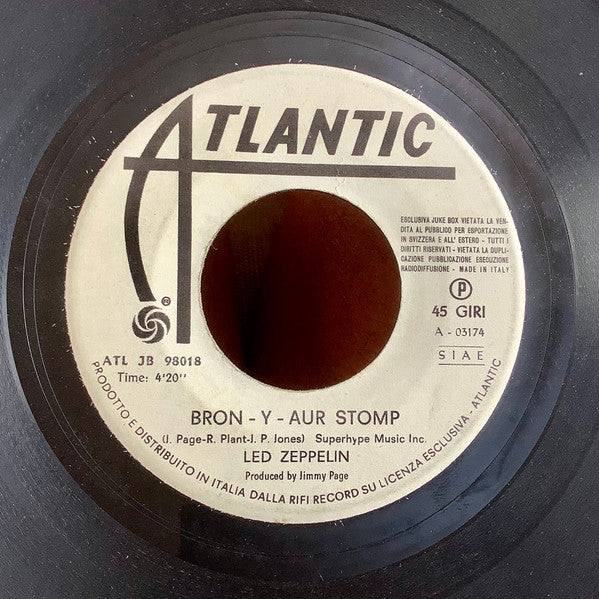 ATLANTIC
ESCLUSIVA JUKE BOX VIETATA LA VEN-
DITA AL PUBBLICO PER ESPORTAZIONE
IN SVIZZERA E ALL' ESTERO - TUTTI I
DIRITTI RISERVATI - VIETATA LA DUPLI-
CAZIONE PUBBLICAZIONE ESECUZIONE
RADIODIFFUSIONE - MADE IN ITALY
®
P
45 GIRI
A - 03174
SIAE
ATL JB 98018
Time: 4'20''
BRON - Y - AUR STOMP
(J. Page-R. Plant-J. P. Jones) Superhype Music Inc.
LED ZEPPELIN
Produced by Jimmy Page
PRODOTTO E DISTRIBUITO IN ITALIA DALLA RIFI RECORD SU LICENZA ESCLUSIVA - ATLANTIC